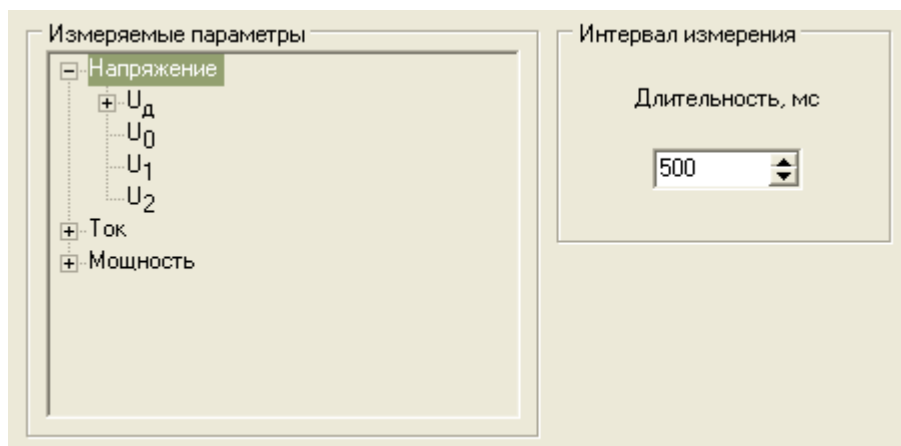 Измеряемые параметры
Напряжение
Uд
U0
U1
U2
Ток
Мощность
Интервал измерения
Длительность, мс
500